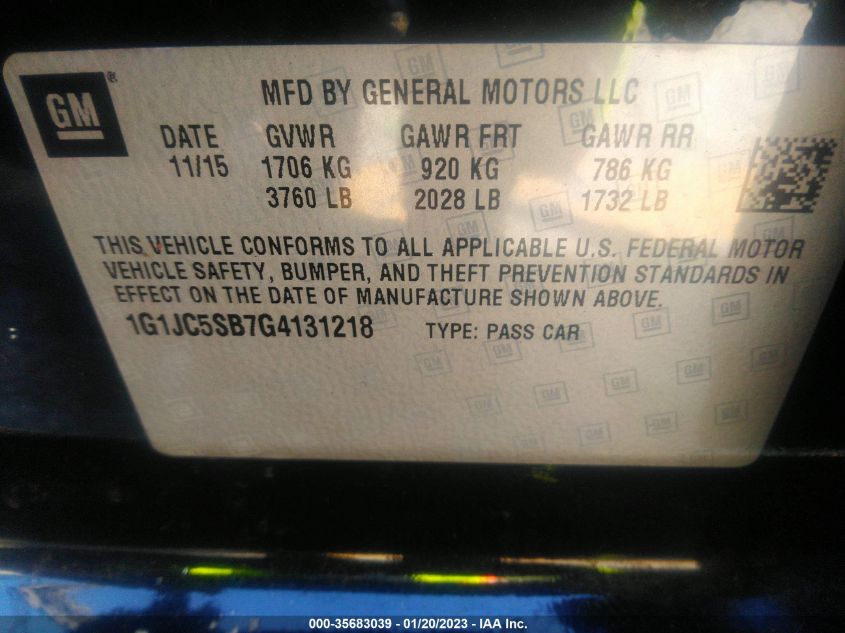 GM®
MFD BY GENERAL MOTORS LLC
DATE GVWR GAWR FRT GAWR RR
11/15 1706 KG 920 KG 786 KG
3760 LB 2028 LB 1732 LB
THIS VEHICLE CONFORMS TO ALL APPLICABLE U.S. FEDERAL MOTOR
VEHICLE SAFETY, BUMPER, AND THEFT PREVENTION STANDARDS IN
EFFECT ON THE DATE OF MANUFACTURE SHOWN ABOVE.
1G1JC5SB7G4131218 TYPE: PASS CAR
000-35683039 - 01/20/2023 - IAA Inc.